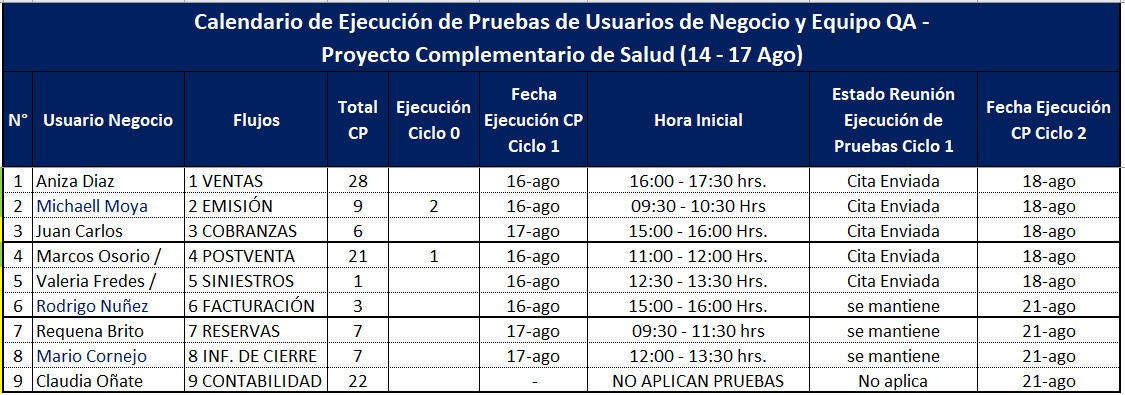 Calendario de Ejecución de Pruebas de Usuarios de Negocio y Equipo QA -
Proyecto Complementario de Salud (14 - 17 Ago)
N° Usuario Negocio Flujos Total CP Ejecución Ciclo 0 Fecha Ejecución CP Ciclo 1 Hora Inicial Estado Reunión Ejecución de Pruebas Ciclo 1 Fecha Ejecución CP Ciclo 2
1 Aniza Diaz 1 VENTAS 28 16-ago 16:00 - 17:30 hrs. Cita Enviada 18-ago
2 Michaell Moya 2 EMISIÓN 9 2 16-ago 09:30 - 10:30 Hrs Cita Enviada 18-ago
3 Juan Carlos 3 COBRANZAS 6 17-ago 15:00 - 16:00 Hrs. Cita Enviada 18-ago
4 Marcos Osorio / 4 POSTVENTA 21 1 16-ago 11:00 - 12:00 Hrs. Cita Enviada 18-ago
5 Valeria Fredes / 5 SINIESTROS 1 16-ago 12:30 - 13:30 Hrs. Cita Enviada 18-ago
6 Rodrigo Nuñez 6 FACTURACIÓN 3 16-ago 15:00 - 16:00 Hrs. se mantiene 21-ago
7 Requena Brito 7 RESERVAS 7 17-ago 09:30 - 11:30 hrs se mantiene 21-ago
8 Mario Cornejo 8 INF. DE CIERRE 7 17-ago 12:00 - 13:30 hrs. se mantiene 21-ago
9 Claudia Oñate 9 CONTABILIDAD 22 - NO APLICAN PRUEBAS No aplica 21-ago